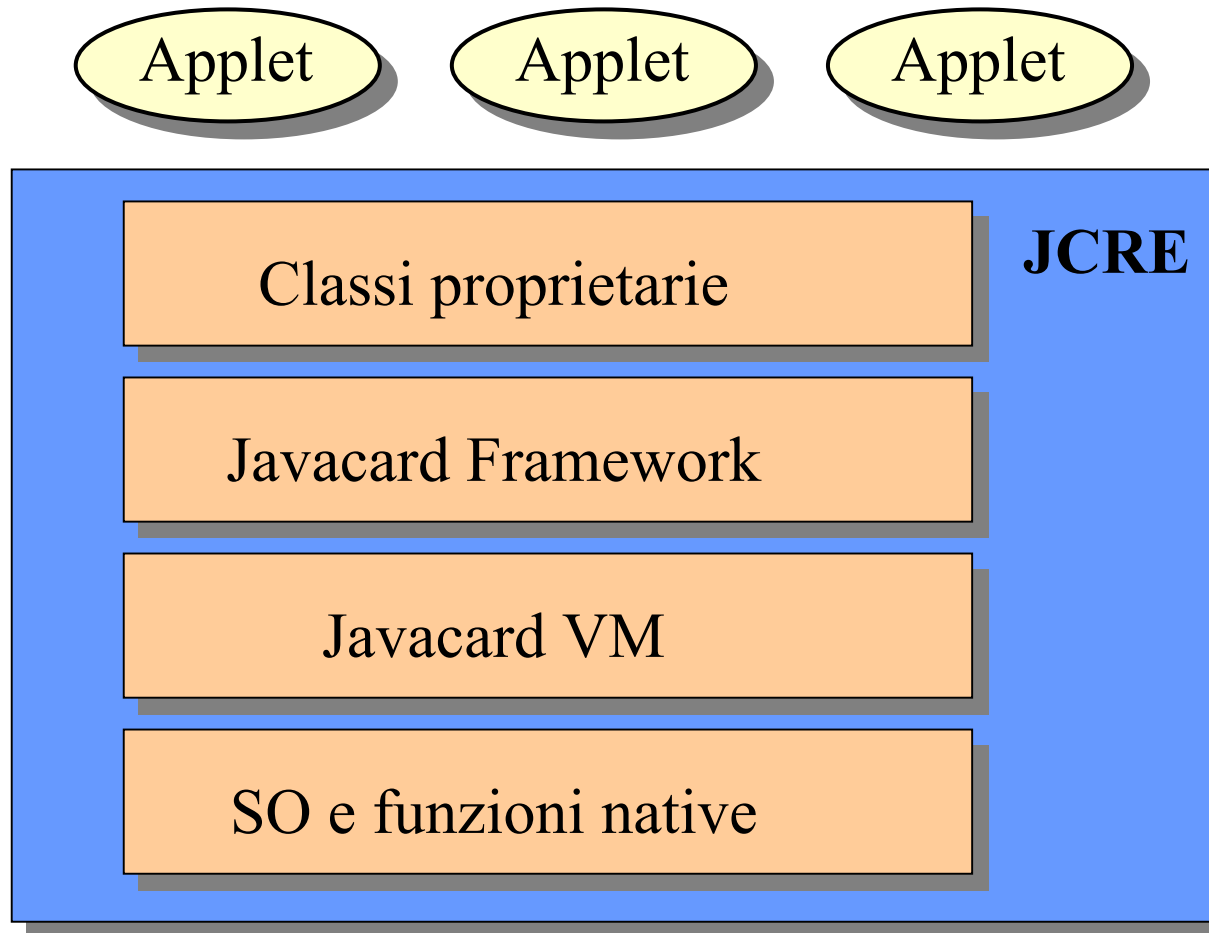 Applet
Applet
Applet
JCRE
Classi proprietarie
Javacard Framework
Javacard VM
SO e funzioni native